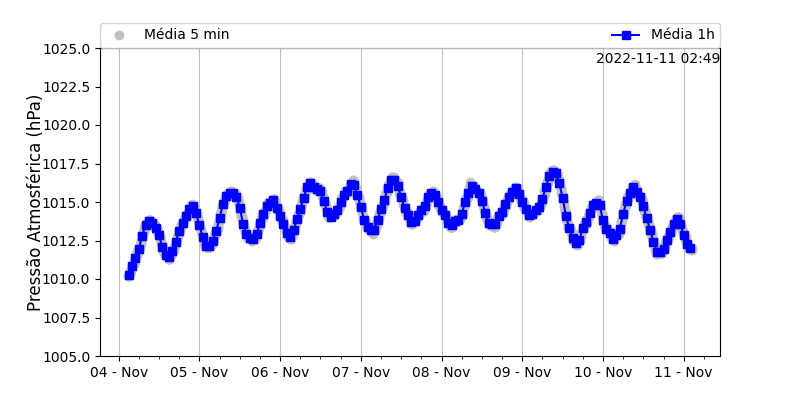 Média 5 min
Média 1h
2022-11-11 02:49
Pressão Atmosférica (hPa)
1025.0
1022.5
1020.0
1017.5
1015.0
1012.5
1010.0
1007.5
1005.0
04 - Nov
05 - Nov
06 - Nov
07 - Nov
08 - Nov
09 - Nov
10 - Nov
11 - Nov